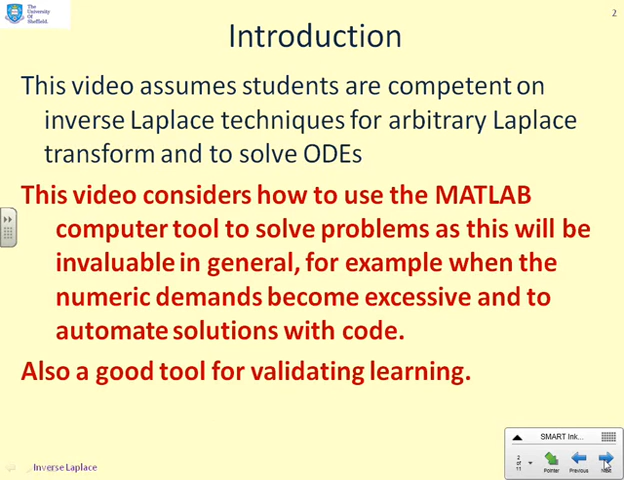 The
University
Of
Sheffield.
2
Introduction
This video assumes students are competent on
inverse Laplace techniques for arbitrary Laplace
transform and to solve ODEs
This video considers how to use the MATLAB
computer tool to solve problems as this will be
invaluable in general, for example when the
numeric demands become excessive and to
automate solutions with code.
Also a good tool for validating learning.
SMART Ink...
2
of
11
Pointer
Previous
Next
Inverse Laplace